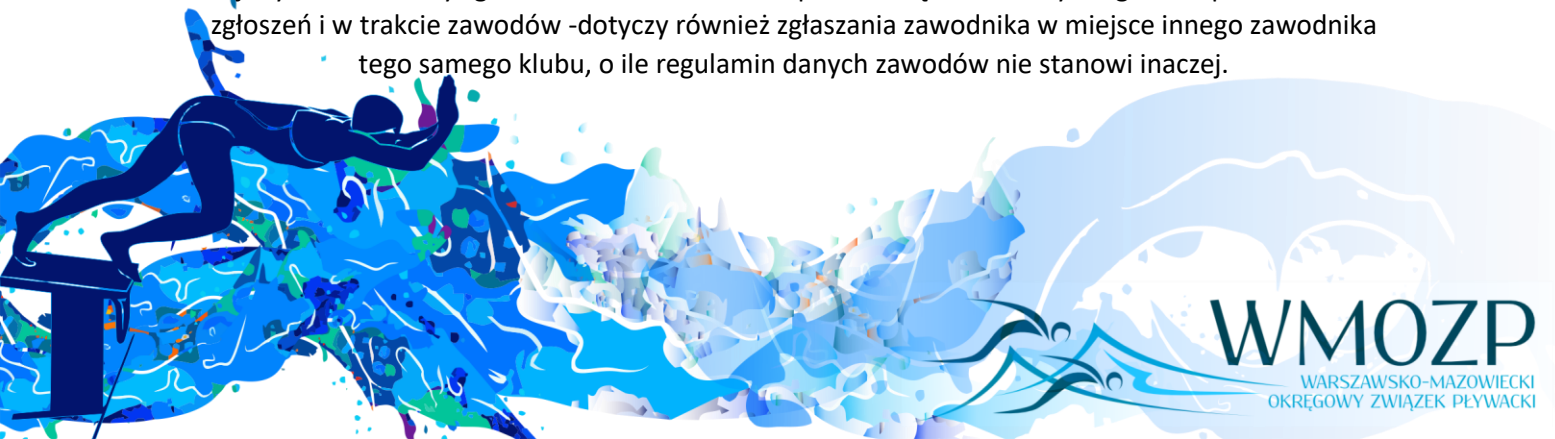 zgłoszeń i w trakcie zawodów -dotyczy również zgłaszania zawodnika w miejsce innego zawodnika
tego samego klubu, o ile regulamin danych zawodów nie stanowi inaczej.
WMOZP
WARSZAWSKO-MAZOWIECKI
OKRĘGOWY ZWIĄZEK PŁYWACKI